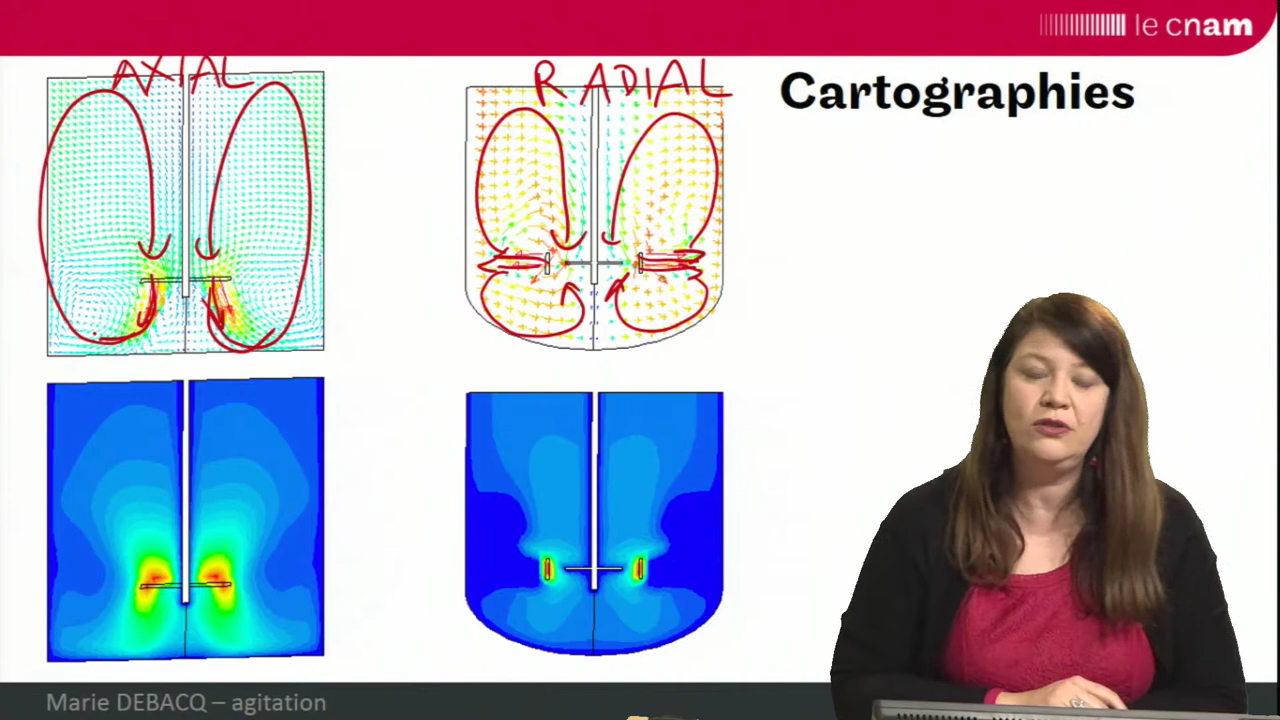 le cnam
AXIAL
RADIAL
Cartographies
Marie DEBACQ – agitation